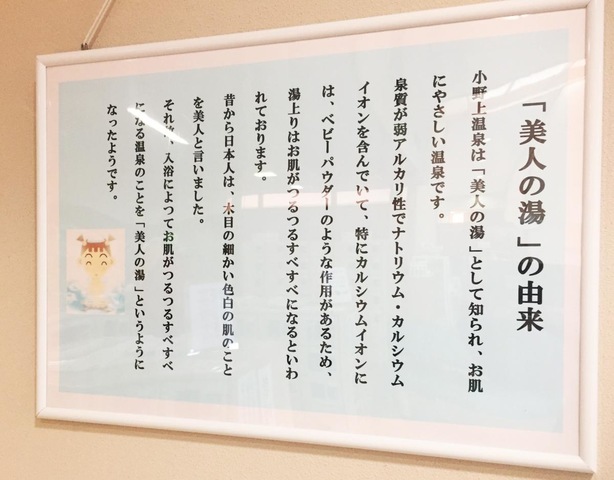 「美人の湯」の由来
小野上温泉は「美人の湯」として知られ、お肌
にやさしい温泉です。
泉質が弱アルカリ性でナトリウム・カルシウム
イオンを含んでいて、特にカルシウムイオンに
は、ベビーパウダーのような作用があるため、
湯上りはお肌がつるつるすべすべになるといわ
れております。
昔から日本人は、木目の細かい色白の肌のこと
を美人と言いました。
それ故、入浴によってお肌がつるつるすべすべ
になる温泉のことを「美人の湯」というように
なったようです。